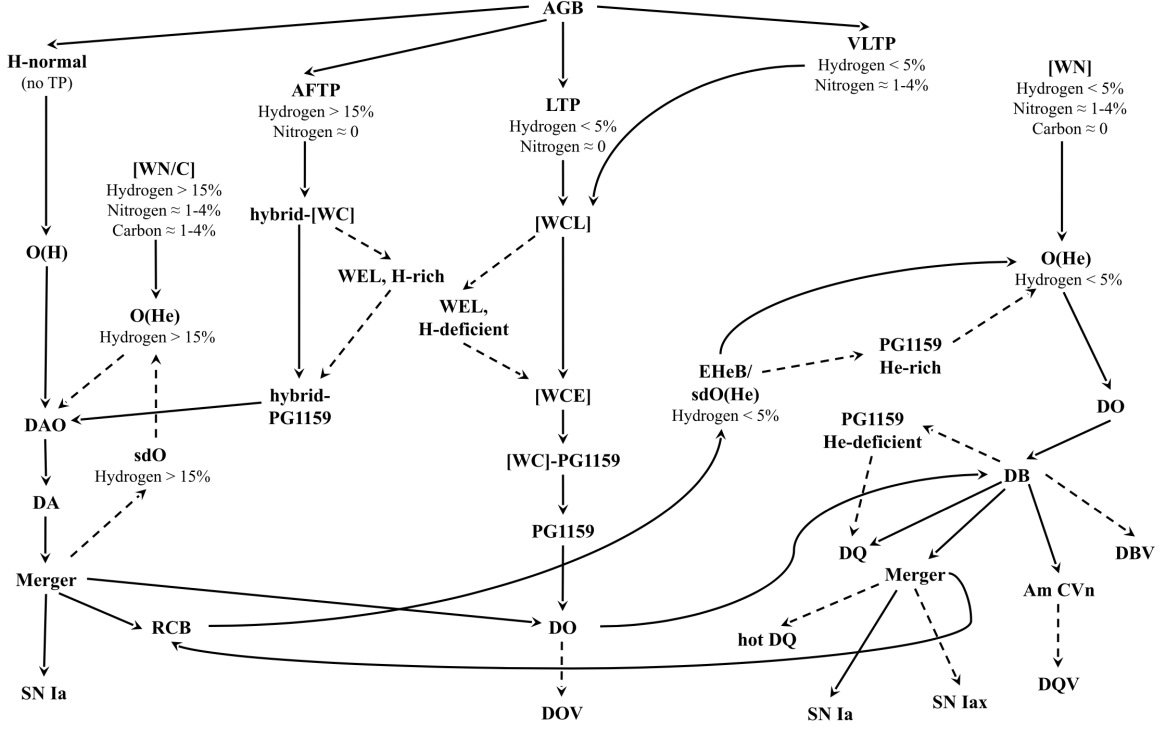 AGB
H-normal
(no TP)
AFTP
Hydrogen > 15%
Nitrogen ≈ 0
LTP
Hydrogen < 5%
Nitrogen ≈ 0
VLTP
Hydrogen < 5%
Nitrogen ≈ 1-4%
[WN]
Hydrogen < 5%
Nitrogen ≈ 1-4%
Carbon ≈ 0
[WN/C]
Hydrogen > 15%
Nitrogen ≈ 1-4%
Carbon ≈ 1-4%
hybrid-[WC]
[WCL]
O(H)
WEL, H-rich
WEL,
H-deficient
O(He)
Hydrogen < 5%
O(He)
Hydrogen > 15%
PG1159
He-rich
EHeB/
sdO(He)
Hydrogen < 5%
hybrid-
PG1159
[WCE]
DO
DAO
PG1159
He-deficient
sdO
Hydrogen > 15%
[WC]-PG1159
DB
DA
PG1159
DQ
DBV
Merger
Merger
Am CVn
RCB
DO
hot DQ
SN Ia
DOV
SN Ia
SN Iax
DQV